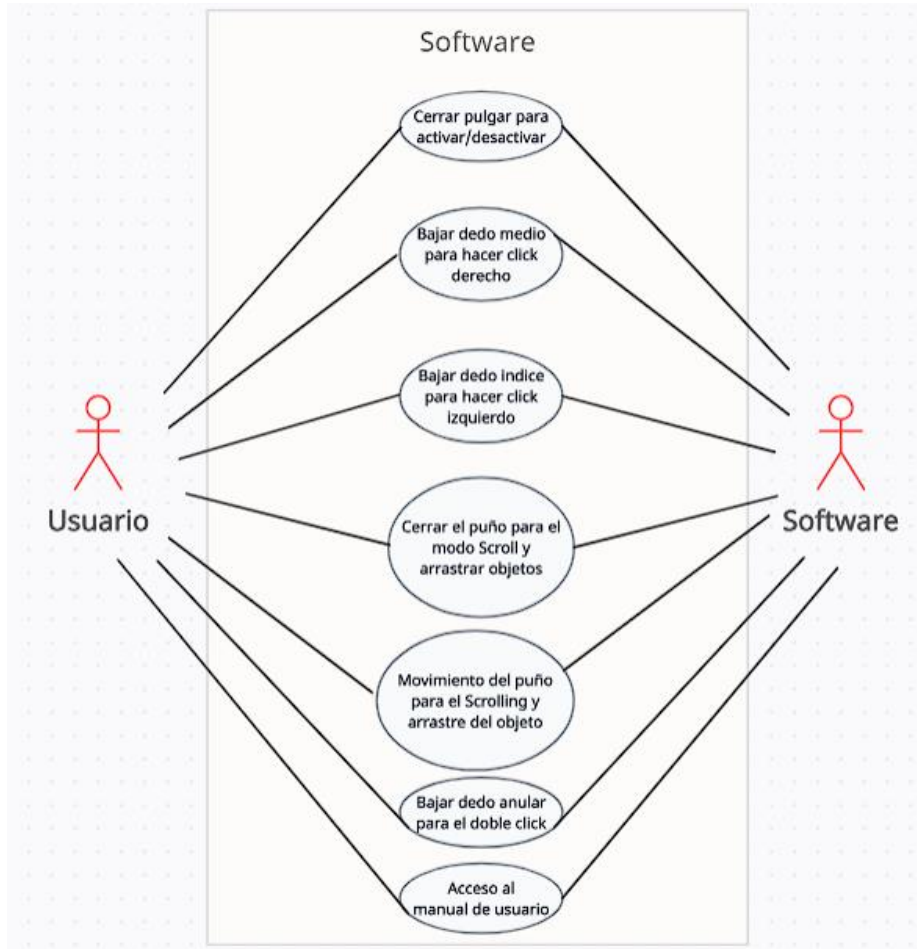 Software
Cerrar pulgar para
activar/desactivar
Bajar dedo medio
para hacer click
derecho
Bajar dedo indice
para hacer click
izquierdo
Usuario
Software
Cerrar el puño para el
modo Scroll y
arrastrar objetos
Movimiento del puño
para el Scrolling y
arrastre del objeto
Bajar dedo anular
para el doble click
Acceso al
manual de usuario